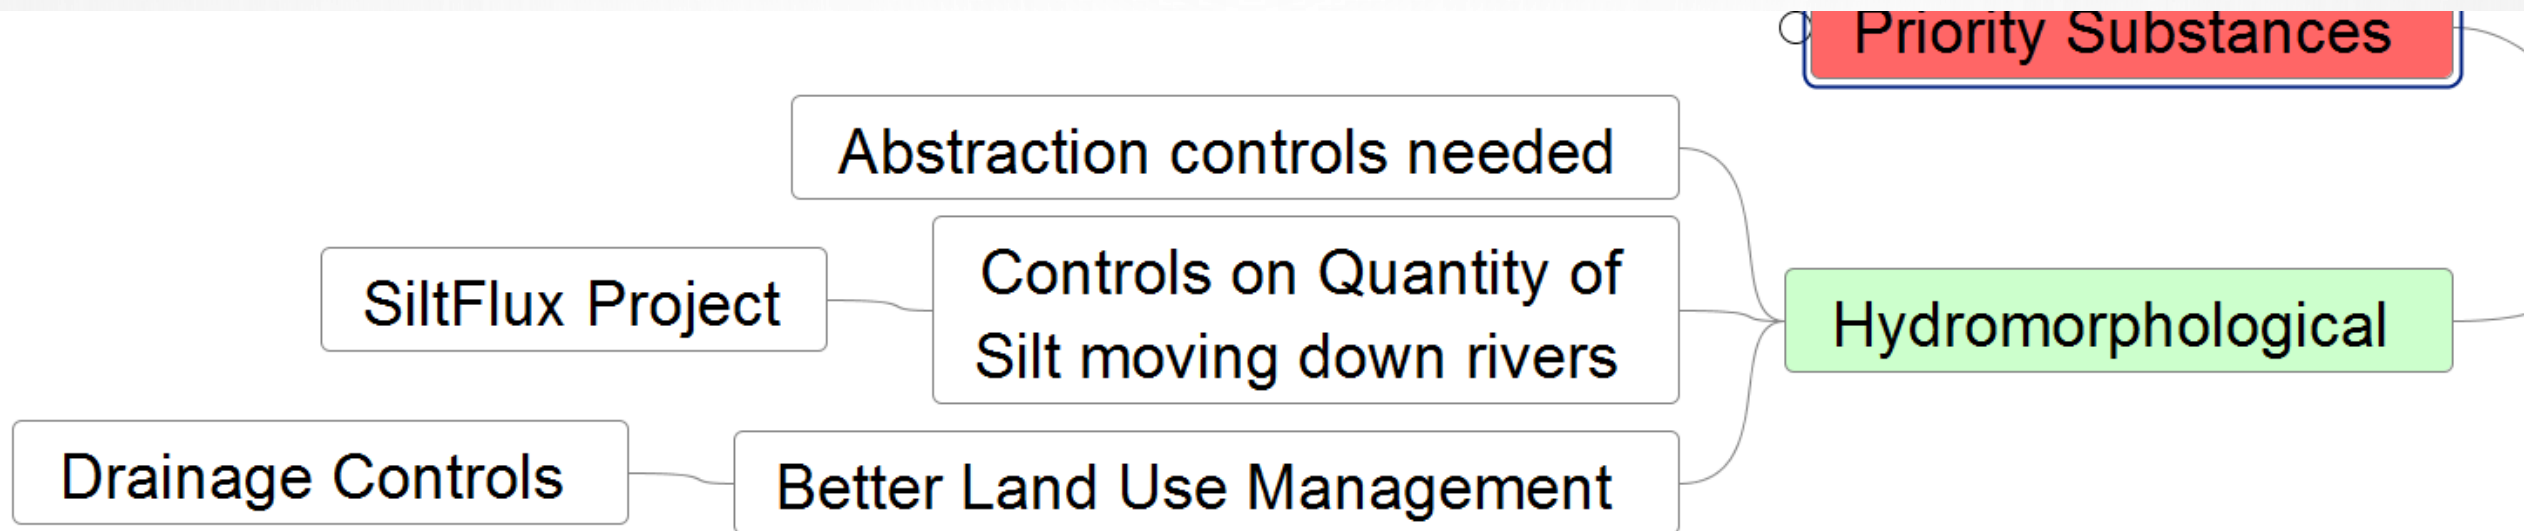 Priority Substances
Abstraction controls needed
Controls on Quantity of
Silt moving down rivers
SiltFlux Project
Hydromorphological
Drainage Controls
Better Land Use Management